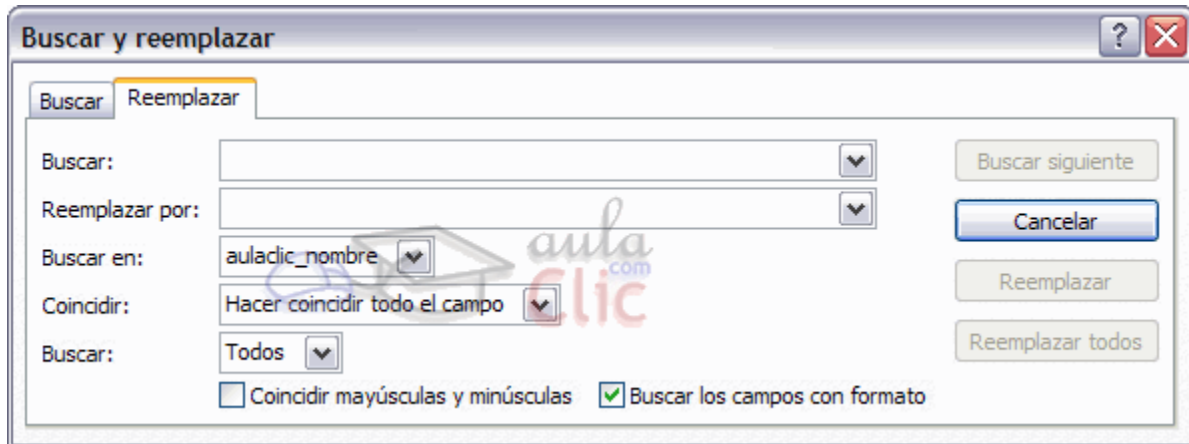 Buscar y reemplazar
Buscar Reemplazar
Buscar: Buscar siguiente
Reemplazar por: Cancelar
Buscar en: auladic_nombre
Coincidir: Hacer coincidir todo el campo Reemplazar
Buscar: Todos Reemplazar todos
Coincidir mayúsculas y minúsculas Buscar los campos con formato
aula
.com
Clic